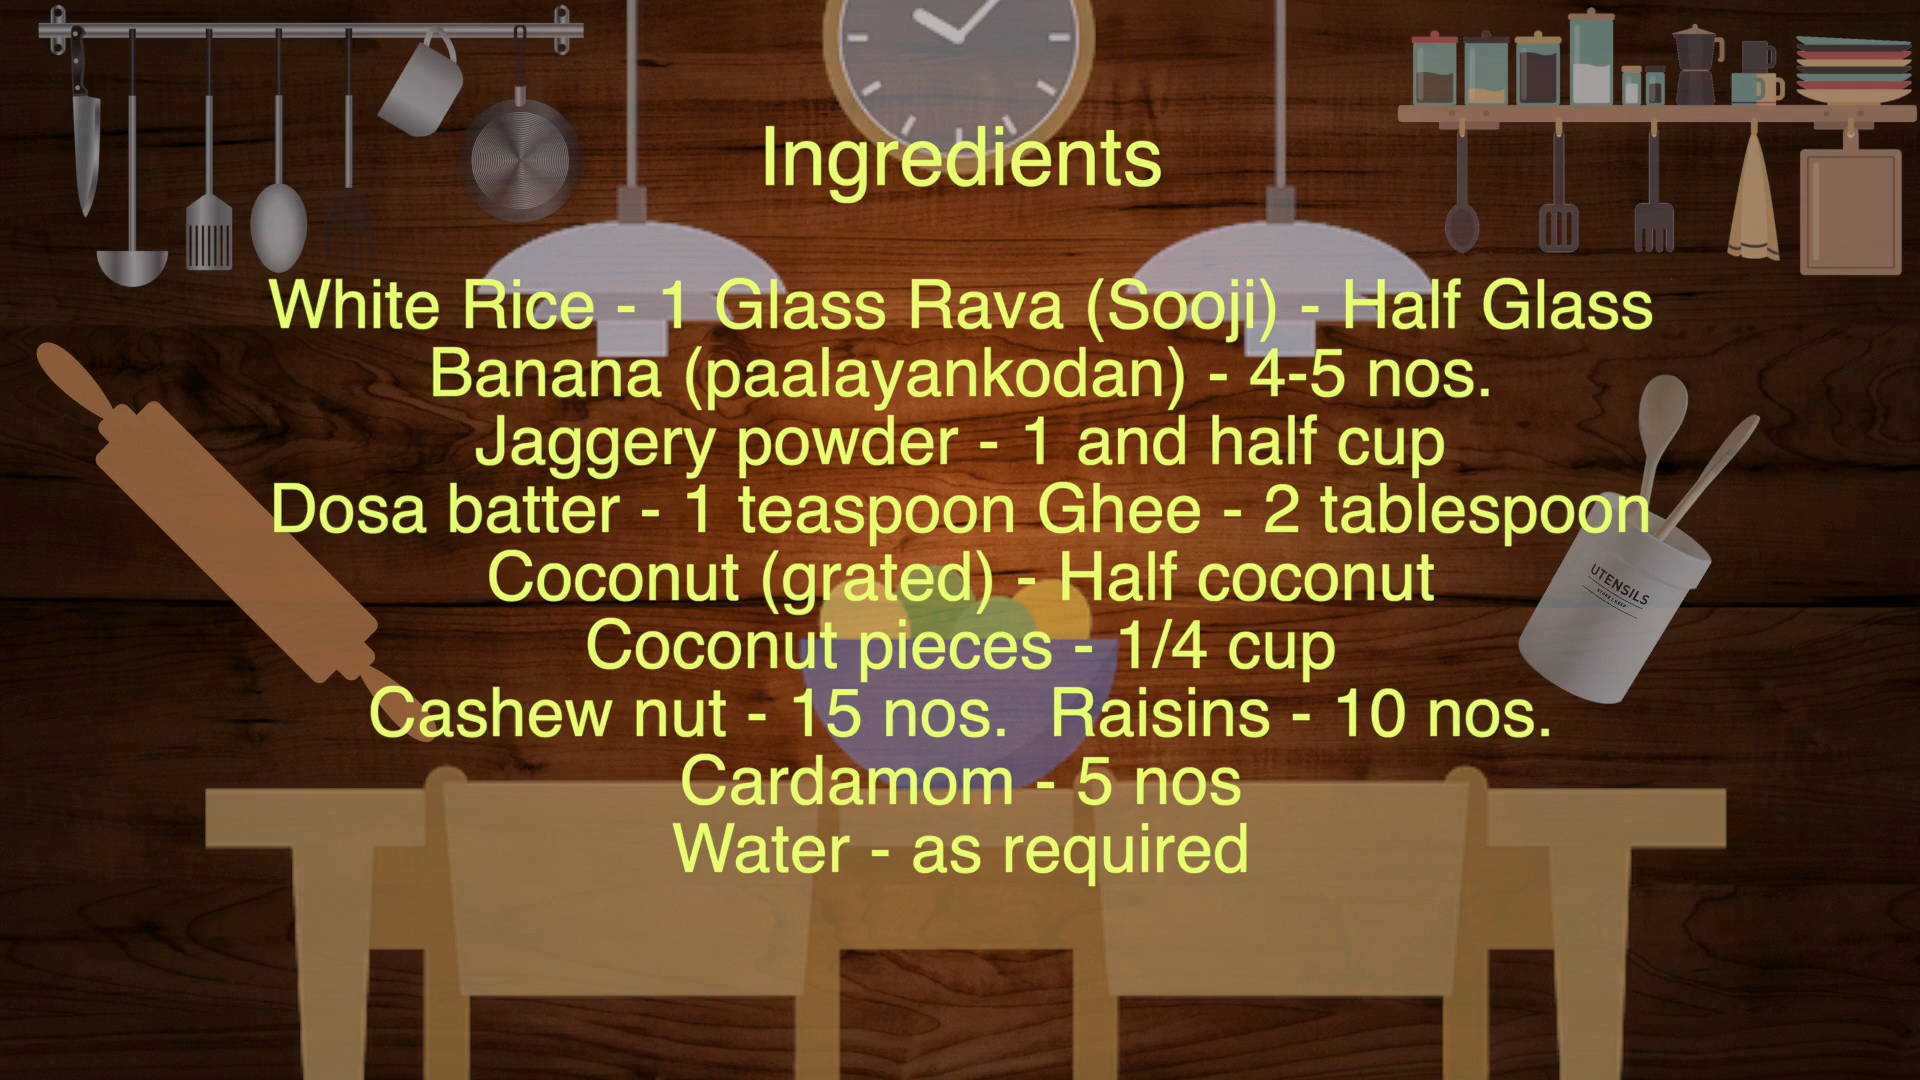 Ingredients
White Rice - 1 Glass Rava (Sooji) - Half Glass
Banana (paalayankodan) - 4-5 nos.
Jaggery powder - 1 and half cup
Dosa batter - 1 teaspoon Ghee - 2 tablespoon
Coconut (grated) - Half coconut
Coconut pieces - 1/4 cup
Cashew nut - 15 nos.  Raisins - 10 nos.
Cardamom - 5 nos
Water - as required
UTENSILS